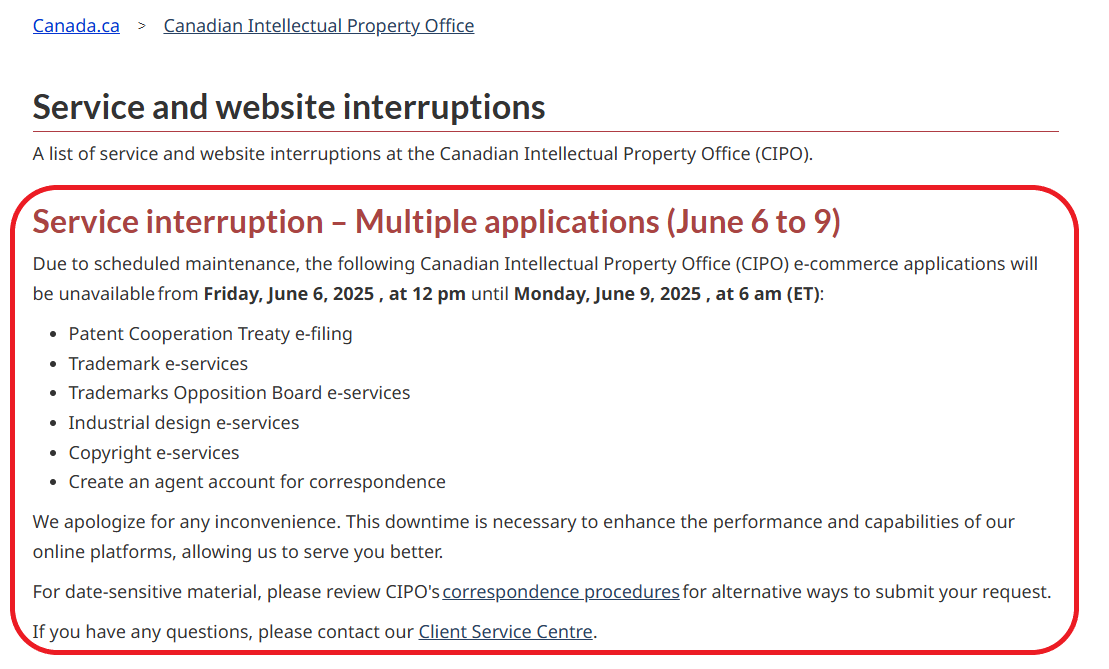 Canada.ca > Canadian Intellectual Property Office
Service and website interruptions
A list of service and website interruptions at the Canadian Intellectual Property Office (CIPO).
Service interruption – Multiple applications (June 6 to 9)
Due to scheduled maintenance, the following Canadian Intellectual Property Office (CIPO) e-commerce applications will
be unavailable from Friday, June 6, 2025 , at 12 pm until Monday, June 9, 2025 , at 6 am (ET):
• Patent Cooperation Treaty e-filing
• Trademark e-services
• Trademarks Opposition Board e-services
• Industrial design e-services
• Copyright e-services
• Create an agent account for correspondence
We apologize for any inconvenience. This downtime is necessary to enhance the performance and capabilities of our
online platforms, allowing us to serve you better.
For date-sensitive material, please review CIPO's correspondence procedures for alternative ways to submit your request.
If you have any questions, please contact our Client Service Centre.